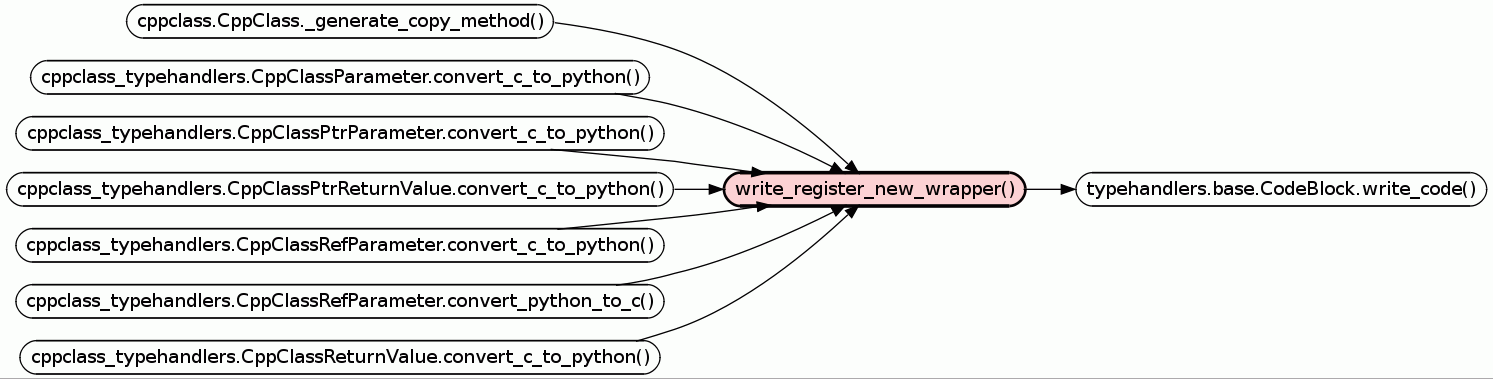 cppclass.CppClass._generate_copy_method()
cppclass_typehandlers.CppClassParameter.convert_c_to_python()
cppclass_typehandlers.CppClassPtrParameter.convert_c_to_python()
cppclass_typehandlers.CppClassPtrReturnValue.convert_c_to_python()
write_register_new_wrapper()
typehandlers.base.CodeBlock.write_code()
cppclass_typehandlers.CppClassRefParameter.convert_c_to_python()
cppclass_typehandlers.CppClassRefParameter.convert_python_to_c()
cppclass_typehandlers.CppClassReturnValue.convert_c_to_python()